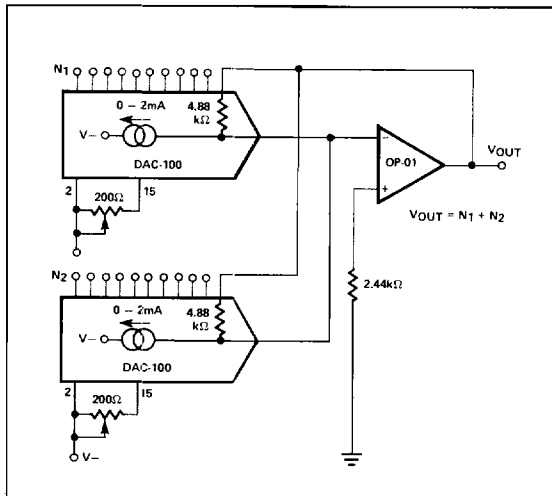 N1
0 – 2mA
4.88
kΩ
V–
DAC-100
2
200Ω
15
–
+
OP-01
VOUT
VOUT = N1 + N2
2.44kΩ
N2
0 – 2mA
4.88
kΩ
V–
DAC-100
2
200Ω
15
V–